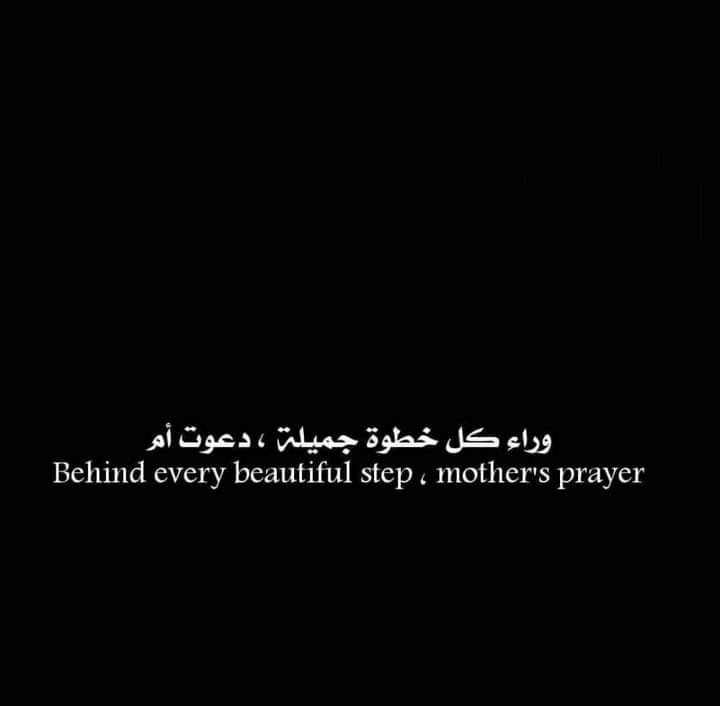 وراء كل خطوة جميلة ، دعوت أم
Behind every beautiful step ، mother's prayer